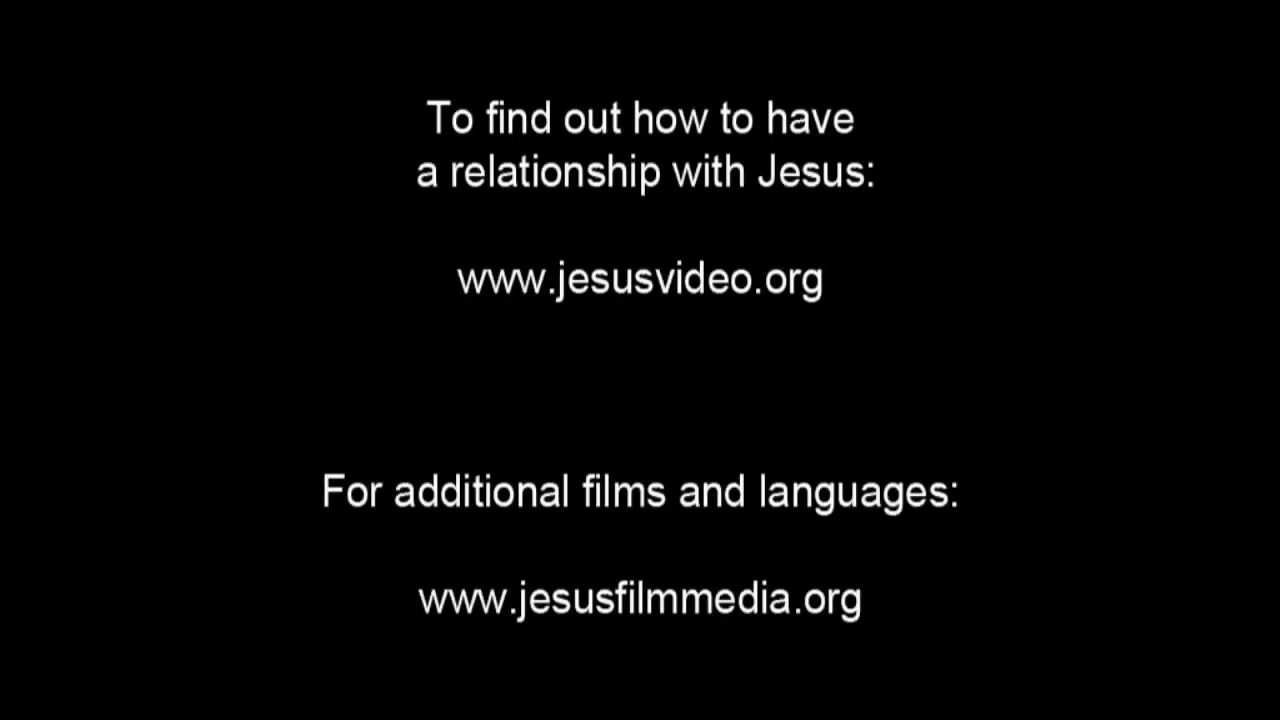 To find out how to have
a relationship with Jesus:
www.jesusvideo.org
For additional films and languages:
www.jesusfilmmedia.org